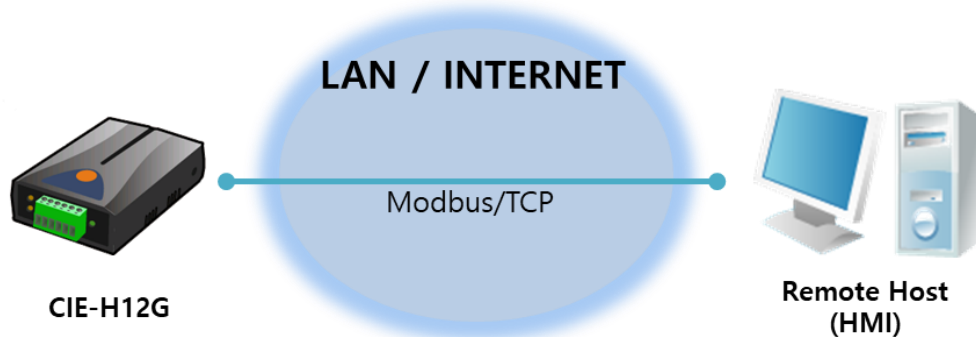 LAN / INTERNET
Modbus/TCP
CIE-H12G
Remote Host
(HMI)